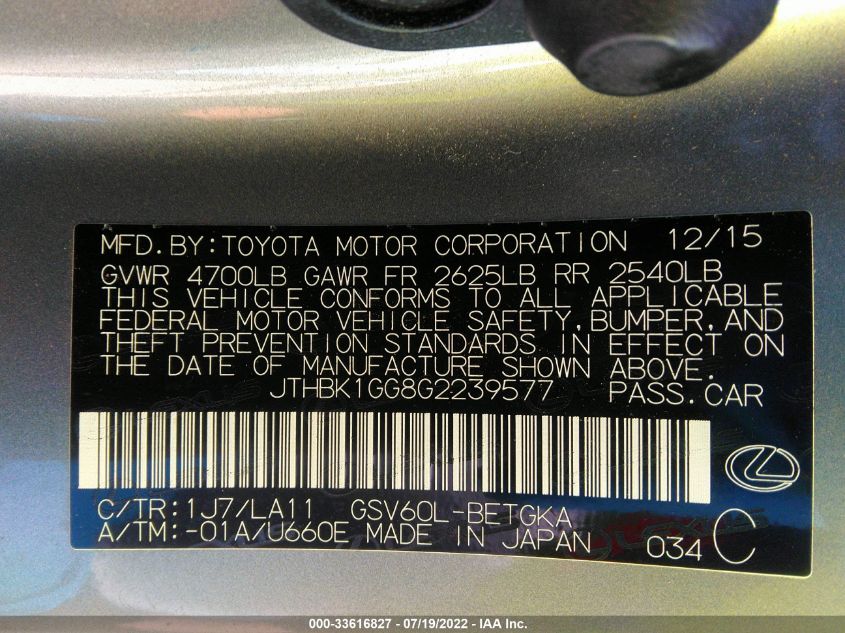 MFD.BY:TOYOTA MOTOR CORPORATION 12/15
GVWR 4700LB GAWR FR 2625LB RR 2540LB
THIS VEHICLE CONFORMS TO ALL APPLICABLE
FEDERAL MOTOR VEHICLE SAFETY,BUMPER,AND
THEFT PREVENTION STANDARDS IN EFFECT ON
THE DATE OF MANUFACTURE SHOWN ABOVE.
JTHBK1GG8G2239577 PASS.CAR
C/TR:1J7/LA11 GSV60L-BETGKA
A/TM:-01A/U660E MADE IN JAPAN 034 C
000-33616827 - 07/19/2022 - IAA Inc.